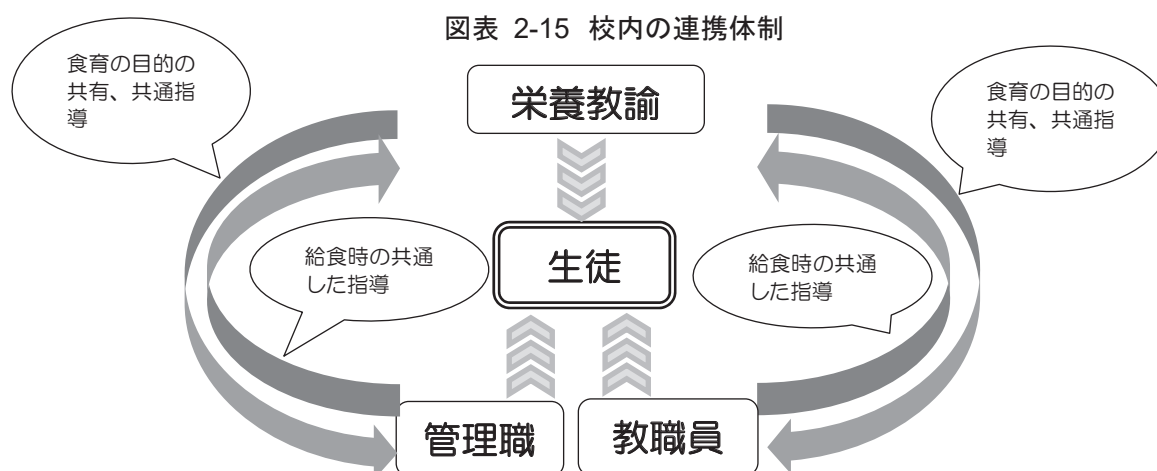 図表 2-15 校内の連携体制
食育の目的の
共有、共通指
導
栄養教諭
食育の目的の
共有、共通指
導
給食時の共通
した指導
生徒
給食時の共通
した指導
管理職
教職員